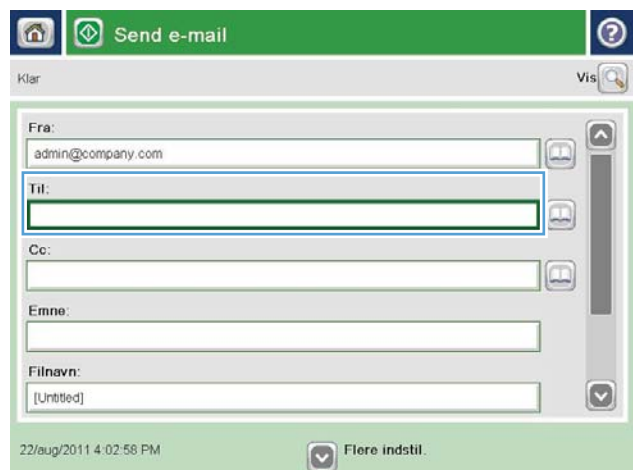 Send e-mail
Klar
Vis
Fra:
admin@company.com
Til:
Cc:
Emne:
Filnavn:
[Untitled]
22/aug/2011 4:02:58 PM
Flere indstil.